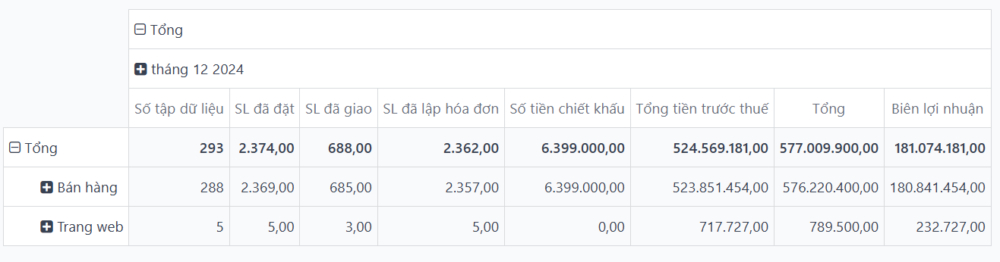 Tổng
tháng 12 2024
Số tập dữ liệu SL đã đặt SL đã giao SL đã lập hóa đơn Số tiền chiết khấu Tổng tiền trước thuế Tổng Biên lợi nhuận
Tổng 293 2.374,00 688,00 2.362,00 6.399.000,00 524.569.181,00 577.009.900,00 181.074.181,00
Bán hàng 288 2.369,00 685,00 2.357,00 6.399.000,00 523.851.454,00 576.220.400,00 180.841.454,00
Trang web 5 5,00 3,00 5,00 0,00 717.727,00 789.500,00 232.727,00